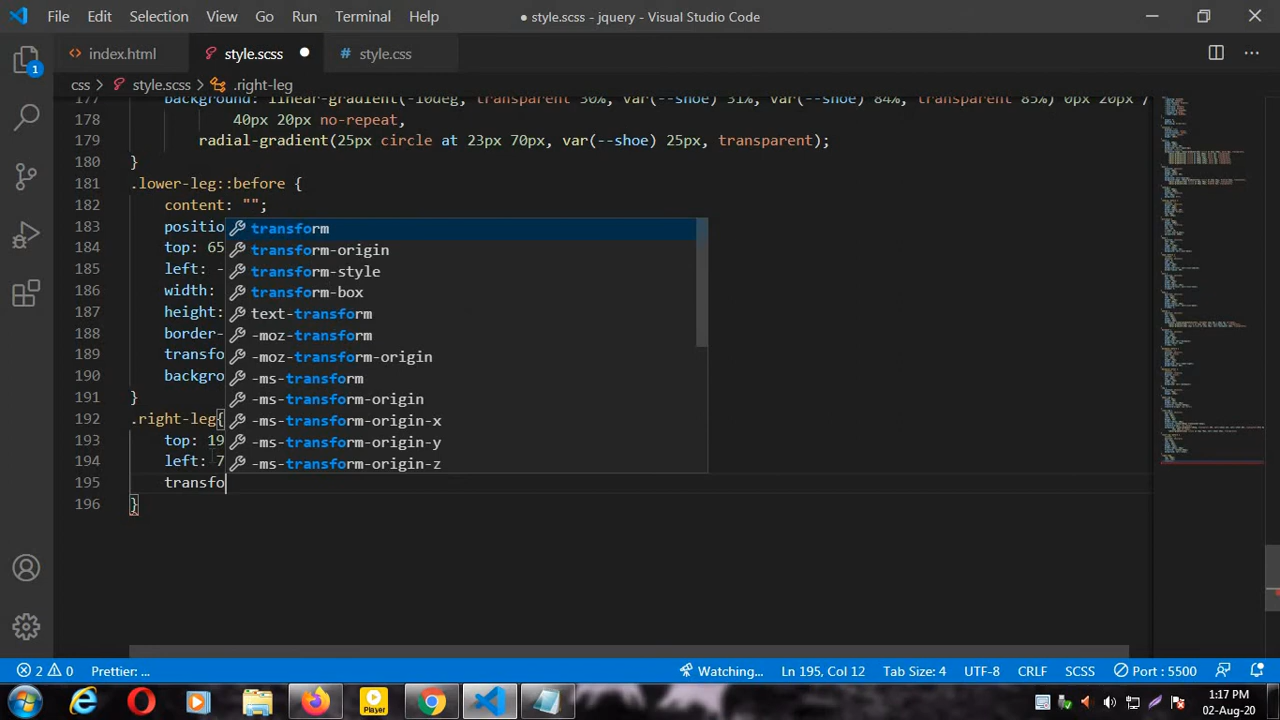 File Edit Selection View Go Run Terminal Help
● style.scss - jquery - Visual Studio Code
index.html
style.scss
# style.css
css > style.scss > .right-leg
1
177 background: linear-gradient(-10deg, transparent 30%, var(--shoe) 31%, var(--shoe) 84%, transparent 85%) 0px 20px /
178 40px 20px no-repeat,
179 radial-gradient(25px circle at 23px 70px, var(--shoe) 25px, transparent);
180 }
181 .lower-leg::before {
182 content: "";
183 positio
184 top: 65
185 left: -
186 width:
187 height:
188 border-
189 transfo
190 backgro
191 }
192 .right-leg{
193 top: 19
194 left: 7
195 transfo
196 }
transform
transform-origin
transform-style
transform-box
text-transform
-moz-transform
-moz-transform-origin
-ms-transform
-ms-transform-origin
-ms-transform-origin-x
-ms-transform-origin-y
-ms-transform-origin-z
2 0 Prettier: ... Watching... Ln 195, Col 12 Tab Size: 4 UTF-8 CRLF SCSS Port : 5500
Player
1:17 PM
02-Aug-20